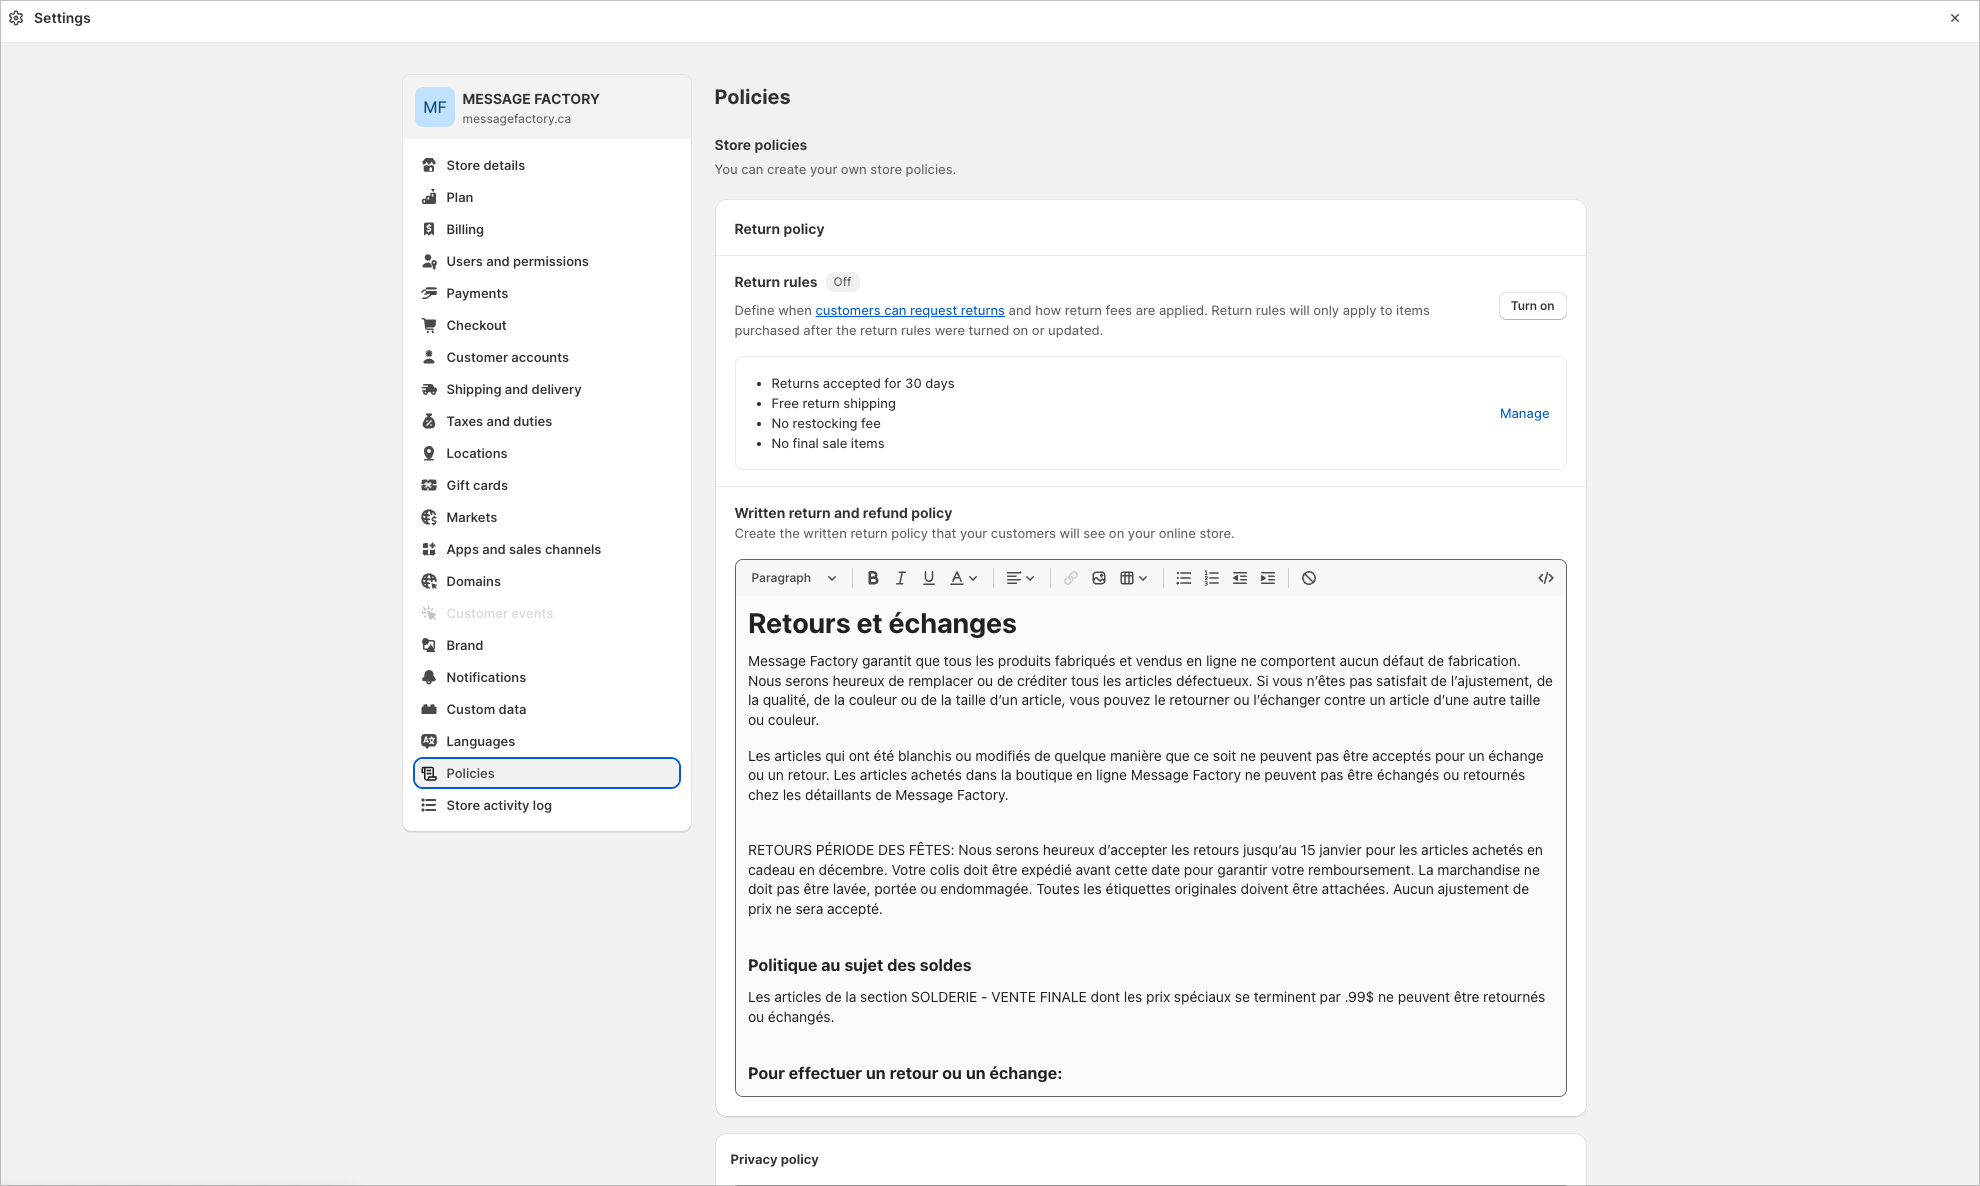 Settings
MF
MESSAGE FACTORY
messagefactory.ca
Store details
Plan
Billing
Users and permissions
Payments
Checkout
Customer accounts
Shipping and delivery
Taxes and duties
Locations
Gift cards
Markets
Apps and sales channels
Domains
Customer events
Brand
Notifications
Custom data
Languages
Policies
Store activity log
Policies
Store policies
You can create your own store policies.
Return policy
Return rules Off
Define when customers can request returns and how return fees are applied. Return rules will only apply to items
purchased after the return rules were turned on or updated.
Turn on
• Returns accepted for 30 days
• Free return shipping
• No restocking fee
• No final sale items
Manage
Written return and refund policy
Create the written return policy that your customers will see on your online store.
Paragraph B I U A </>
Retours et échanges
Message Factory garantit que tous les produits fabriqués et vendus en ligne ne comportent aucun défaut de fabrication.
Nous serons heureux de remplacer ou de créditer tous les articles défectueux. Si vous n’êtes pas satisfait de l’ajustement, de
la qualité, de la couleur ou de la taille d’un article, vous pouvez le retourner ou l’échanger contre un article d’une autre taille
ou couleur.
Les articles qui ont été blanchis ou modifiés de quelque manière que ce soit ne peuvent pas être acceptés pour un échange
ou un retour. Les articles achetés dans la boutique en ligne Message Factory ne peuvent pas être échangés ou retournés
chez les détaillants de Message Factory.
RETOURS PÉRIODE DES FÊTES: Nous serons heureux d’accepter les retours jusqu’au 15 janvier pour les articles achetés en
cadeau en décembre. Votre colis doit être expédié avant cette date pour garantir votre remboursement. La marchandise ne
doit pas être lavée, portée ou endommagée. Toutes les étiquettes originales doivent être attachées. Aucun ajustement de
prix ne sera accepté.
Politique au sujet des soldes
Les articles de la section SOLDERIE - VENTE FINALE dont les prix spéciaux se terminent par .99$ ne peuvent être retournés
ou échangés.
Pour effectuer un retour ou un échange:
Privacy policy